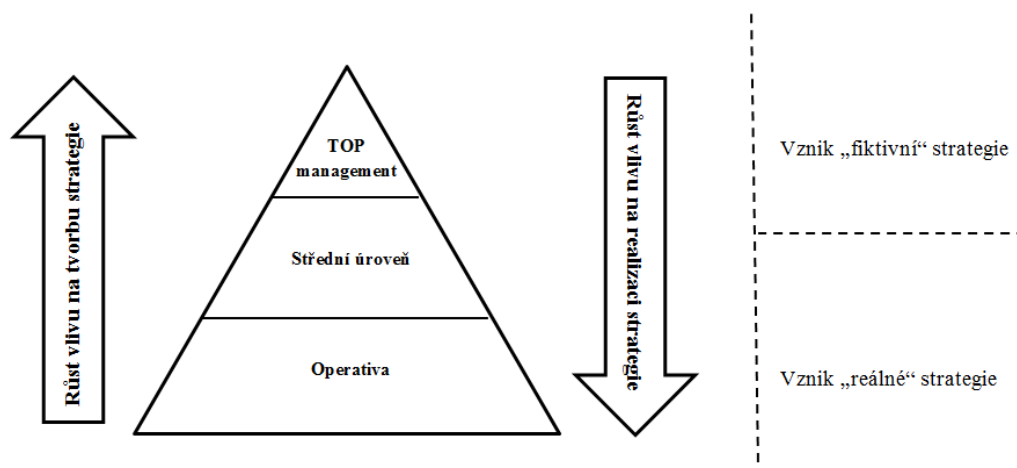 Růst vlivu na tvorbu strategie
TOP
management
Střední úroveň
Operativa
Růst vlivu na realizaci strategie
Vznik „fiktivní“ strategie
Vznik „reálné“ strategie